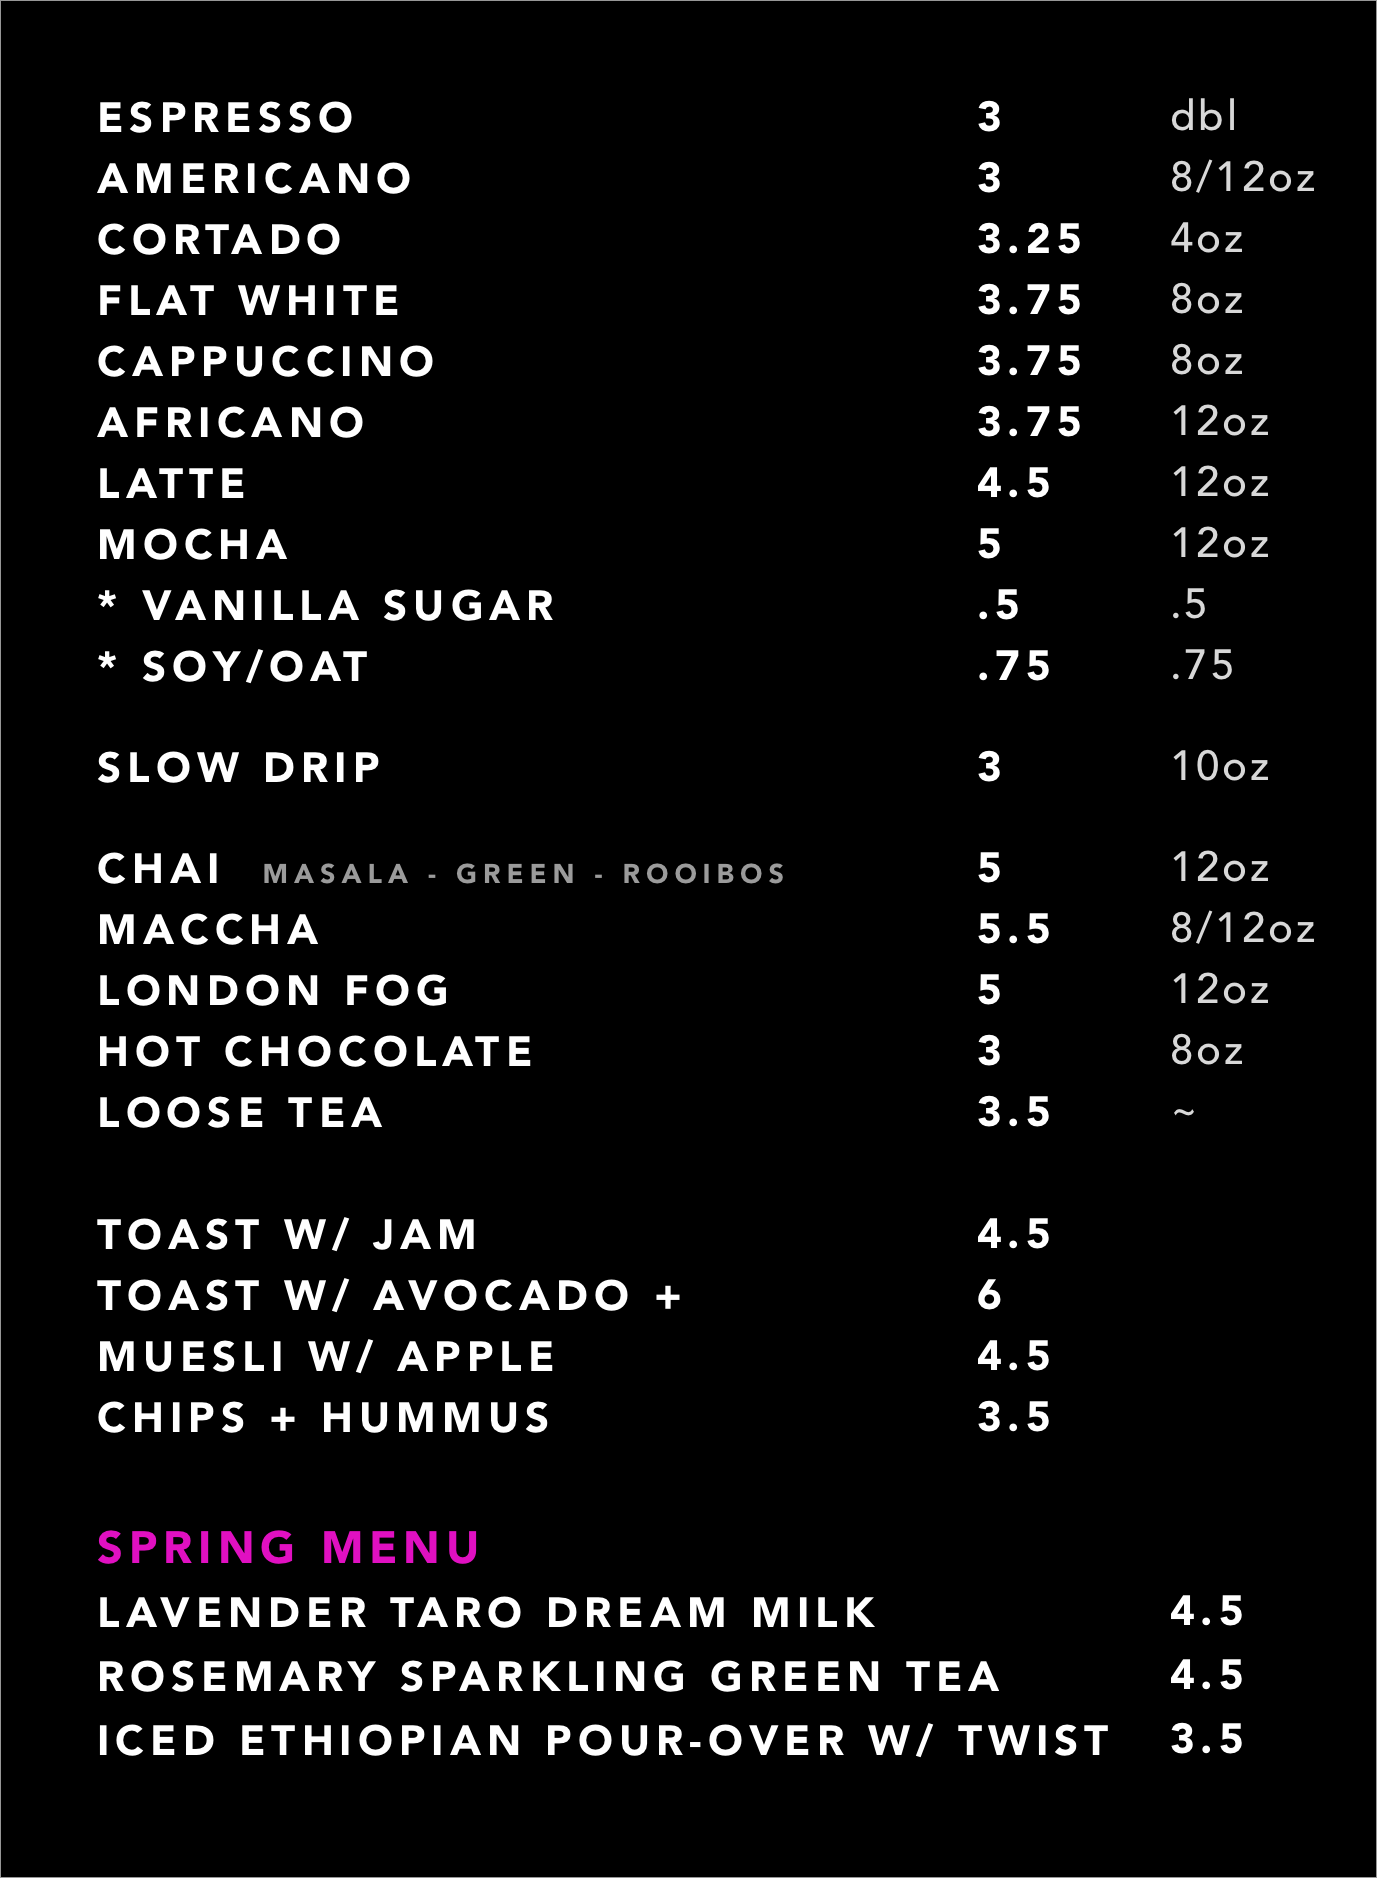 ESPRESSO 3 dbl
AMERICANO 3 8/12oz
CORTADO 3.25 4oz
FLAT WHITE 3.75 8oz
CAPPUCCINO 3.75 8oz
AFRICANO 3.75 12oz
LATTE 4.5 12oz
MOCHA 5 12oz
* VANILLA SUGAR .5 .5
* SOY/OAT .75 .75
SLOW DRIP 3 10oz
CHAI MASALA - GREEN - ROOIBOS 5 12oz
MACCHA 5.5 8/12oz
LONDON FOG 5 12oz
HOT CHOCOLATE 3 8oz
LOOSE TEA 3.5 ~
TOAST W/ JAM 4.5
TOAST W/ AVOCADO + 6
MUESLI W/ APPLE 4.5
CHIPS + HUMMUS 3.5
SPRING MENU
LAVENDER TARO DREAM MILK 4.5
ROSEMARY SPARKLING GREEN TEA 4.5
ICED ETHIOPIAN POUR-OVER W/ TWIST 3.5